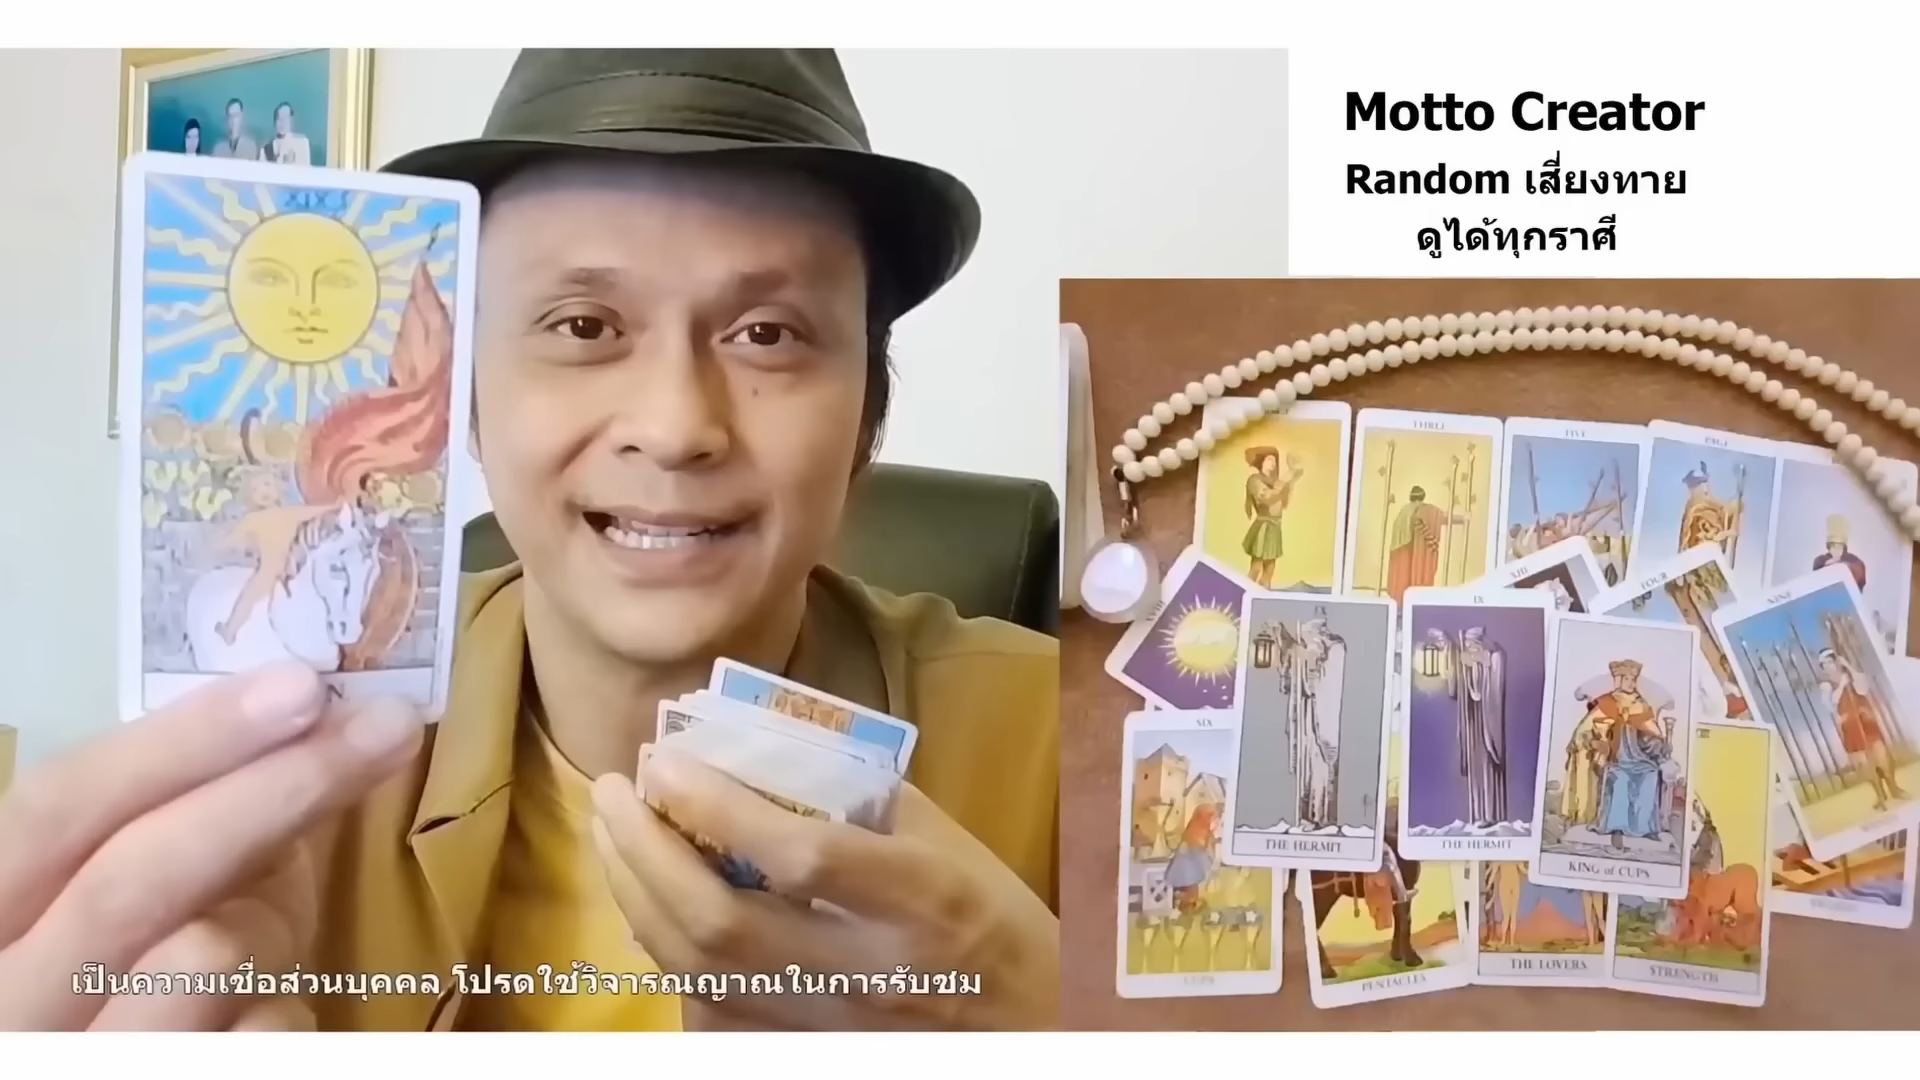 Motto Creator
Random เสี่ยงทาย
ดูได้ทุกราศี
XIX
N
THREE
FIVE
PAGE
XIII
FOUR
NINE
SIX
IX
THE HERMIT
IX
THE HERMIT
KING of CUPS
CUPS
PENTACLES
THE LOVERS
STRENGTH
เป็นความเชื่อส่วนบุคคล โปรดใช้วิจารณญาณในการรับชม